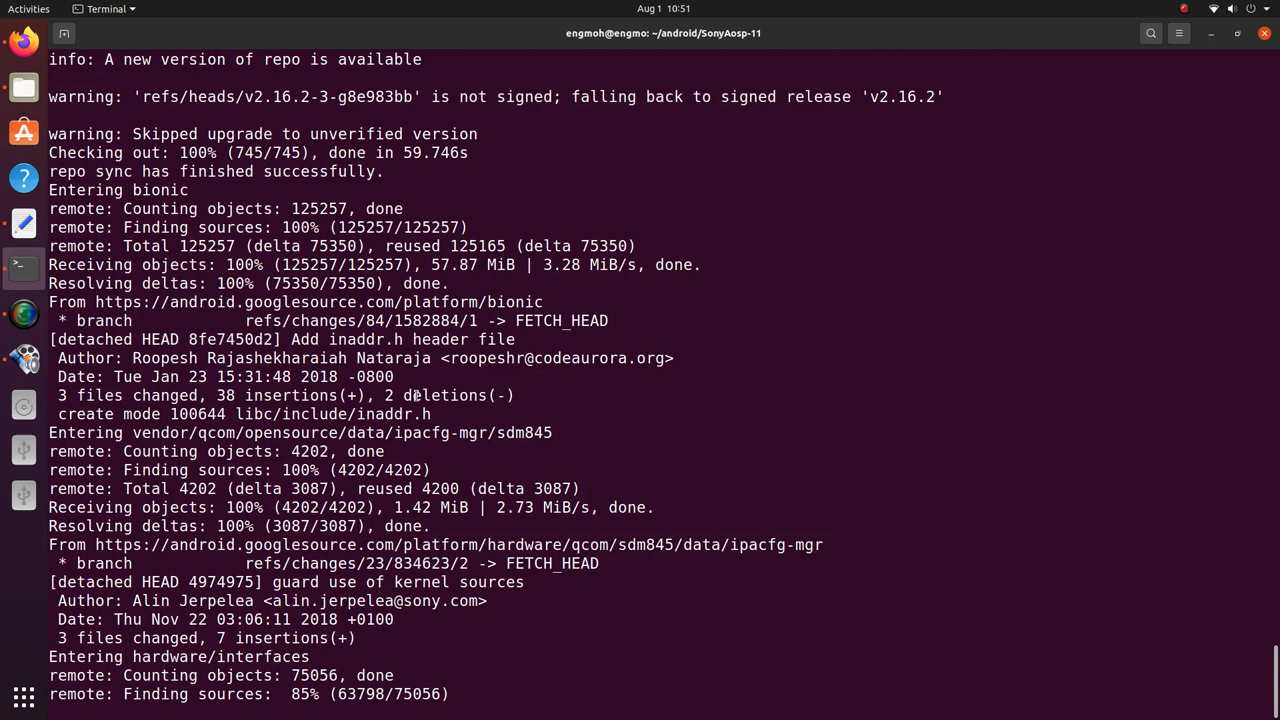 Activities
Terminal
Aug 1 10:51
engmoh@engmo: ~/android/SonyAosp-11
info: A new version of repo is available
warning: 'refs/heads/v2.16.2-3-g8e983bb' is not signed; falling back to signed release 'v2.16.2'
warning: Skipped upgrade to unverified version
Checking out: 100% (745/745), done in 59.746s
repo sync has finished successfully.
Entering bionic
remote: Counting objects: 125257, done
remote: Finding sources: 100% (125257/125257)
remote: Total 125257 (delta 75350), reused 125165 (delta 75350)
Receiving objects: 100% (125257/125257), 57.87 MiB | 3.28 MiB/s, done.
Resolving deltas: 100% (75350/75350), done.
From https://android.googlesource.com/platform/bionic
 * branch            refs/changes/84/1582884/1 -> FETCH_HEAD
[detached HEAD 8fe7450d2] Add inaddr.h header file
 Author: Roopesh Rajashekharaiah Nataraja <roopeshr@codeaurora.org>
 Date: Tue Jan 23 15:31:48 2018 -0800
 3 files changed, 38 insertions(+), 2 deletions(-)
 create mode 100644 libc/include/inaddr.h
Entering vendor/qcom/opensource/data/ipacfg-mgr/sdm845
remote: Counting objects: 4202, done
remote: Finding sources: 100% (4202/4202)
remote: Total 4202 (delta 3087), reused 4200 (delta 3087)
Receiving objects: 100% (4202/4202), 1.42 MiB | 2.73 MiB/s, done.
Resolving deltas: 100% (3087/3087), done.
From https://android.googlesource.com/platform/hardware/qcom/sdm845/data/ipacfg-mgr
 * branch            refs/changes/23/834623/2 -> FETCH_HEAD
[detached HEAD 4974975] guard use of kernel sources
 Author: Alin Jerpelea <alin.jerpelea@sony.com>
 Date: Thu Nov 22 03:06:11 2018 +0100
 3 files changed, 7 insertions(+)
Entering hardware/interfaces
remote: Counting objects: 75056, done
remote: Finding sources:  85% (63798/75056)